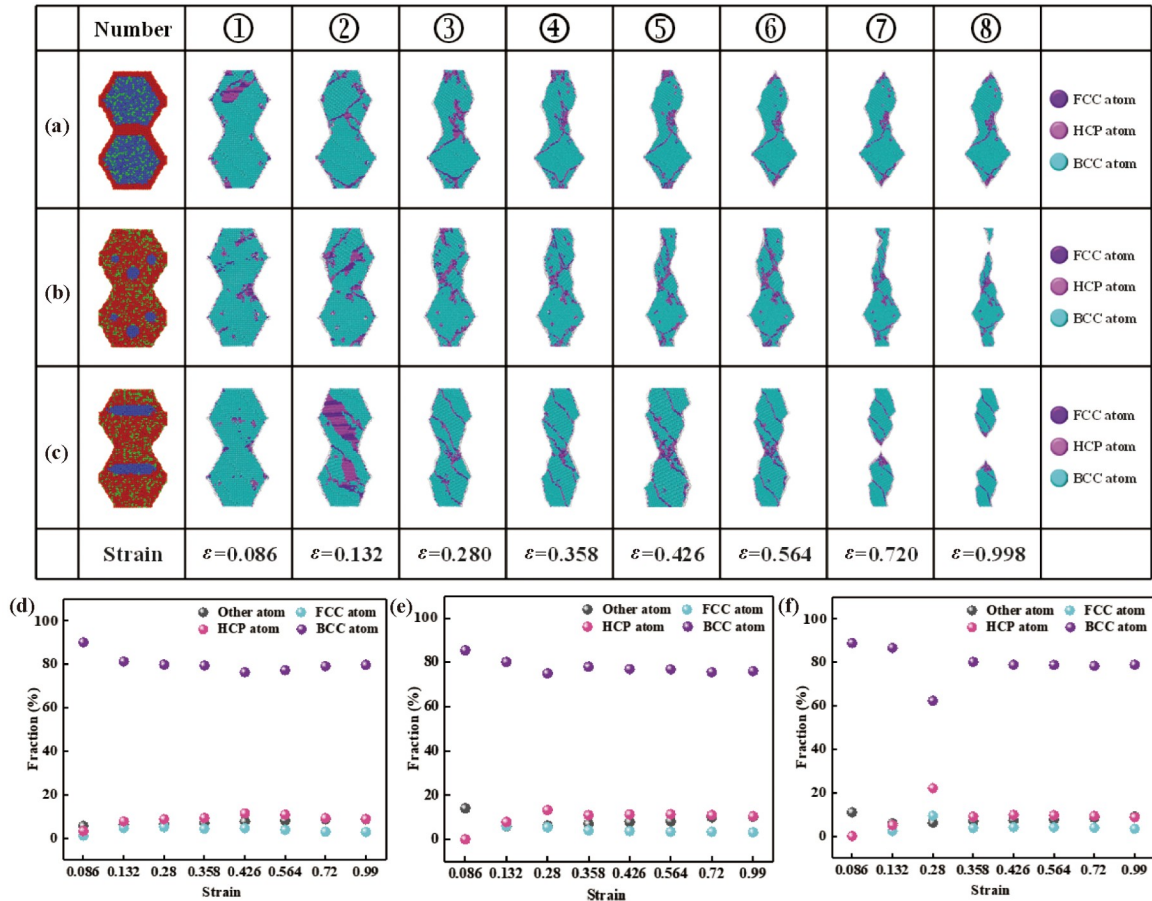 Number ① ② ③ ④ ⑤ ⑥ ⑦ ⑧
(a)
FCC atom
HCP atom
BCC atom
(b)
FCC atom
HCP atom
BCC atom
(c)
FCC atom
HCP atom
BCC atom
Strain ε=0.086 ε=0.132 ε=0.280 ε=0.358 ε=0.426 ε=0.564 ε=0.720 ε=0.998
(d)
Other atom FCC atom
HCP atom BCC atom
Fraction (%)
100
80
60
40
20
0
0.086 0.132 0.28 0.358 0.426 0.564 0.72 0.99
Strain
(e)
Other atom FCC atom
HCP atom BCC atom
Fraction (%)
100
80
60
40
20
0
0.086 0.132 0.28 0.358 0.426 0.564 0.72 0.99
Strain
(f)
Other atom FCC atom
HCP atom BCC atom
Fraction (%)
100
80
60
40
20
0
0.086 0.132 0.28 0.358 0.426 0.564 0.72 0.99
Strain